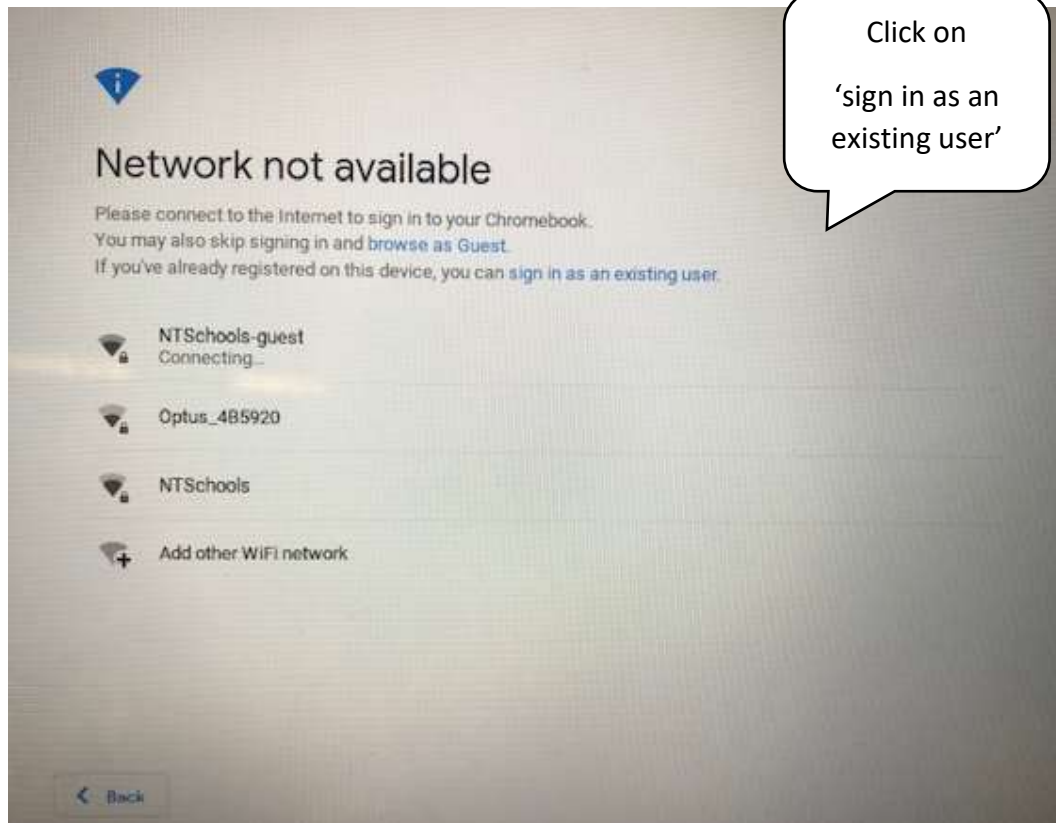 Click on
‘sign in as an
existing user’
Network not available
Please connect to the Internet to sign in to your Chromebook.
You may also skip signing in and browse as Guest.
If you've already registered on this device, you can sign in as an existing user.
NTSchools-guest
Connecting...
Optus_4B5920
NTSchools
Add other WiFi network
Back